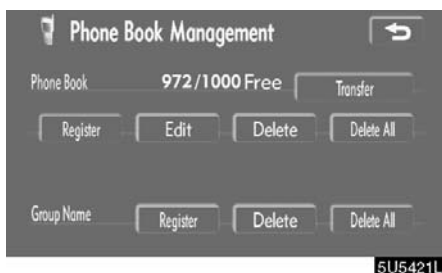 Phone Book Management
Phone Book 972/1000 Free Transfer
Register Edit Delete Delete All
Group Name Register Delete Delete All
5U5421L